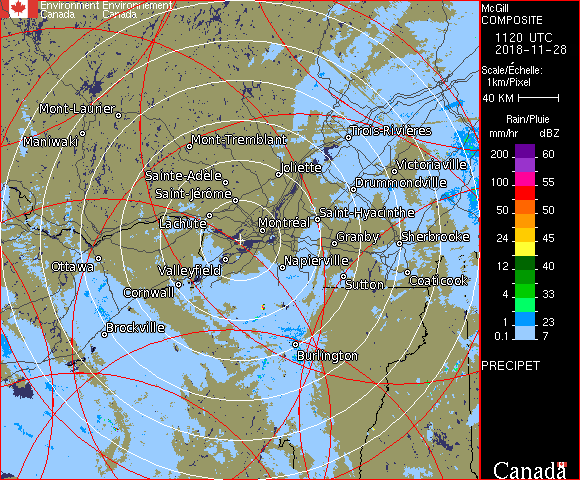 Environment Environnement
Canada Canada
McGill
COMPOSITE
1120 UTC
2018-11-28
Scale/Échelle:
1km/Pixel
40 KM
Rain/Pluie
mm/hr dBZ
200 60
100 55
50 50
24 45
12 40
4 33
1 23
0.1 7
PRECIPET
Canada
Mont-Laurier
Maniwaki
Mont-Tremblant
Trois-Rivières
Sainte-Adèle
Joliette
Victoriaville
Saint-Jérôme
Drummondville
Lachute
Montréal
Saint-Hyacinthe
Granby
Sherbrooke
Ottawa
Valleyfield
Napierville
Cornwall
Sutton
Coaticook
Brockville
Burlington